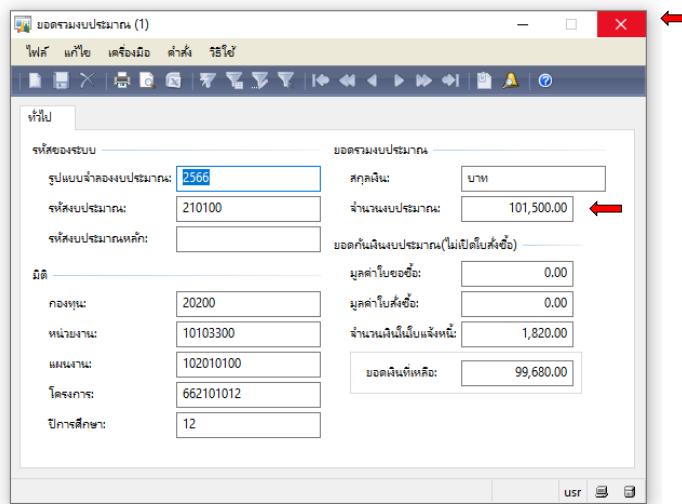 ยอดรวมงบประมาณ (1)
ไฟล์ แก้ไข เครื่องมือ คำสั่ง วิธีใช้
ทั่วไป
รหัสของระบบ
รูปแบบจำลองงบประมาณ: 2566
รหัสงบประมาณ: 210100
รหัสงบประมาณหลัก:
มิติ
กองทุน: 20200
หน่วยงาน: 10103300
แผนงาน: 102010100
โครงการ: 662101012
ปีการศึกษา: 12
ยอดรวมงบประมาณ
สกุลเงิน: บาท
จำนวนงบประมาณ: 101,500.00
ยอดกันเงินงบประมาณ(ไม่เปิดใบสั่งซื้อ)
มูลค่าใบขอซื้อ: 0.00
มูลค่าใบสั่งซื้อ: 0.00
จำนวนเงินในใบแจ้งหนี้: 1,820.00
ยอดเงินที่เหลือ: 99,680.00
usr